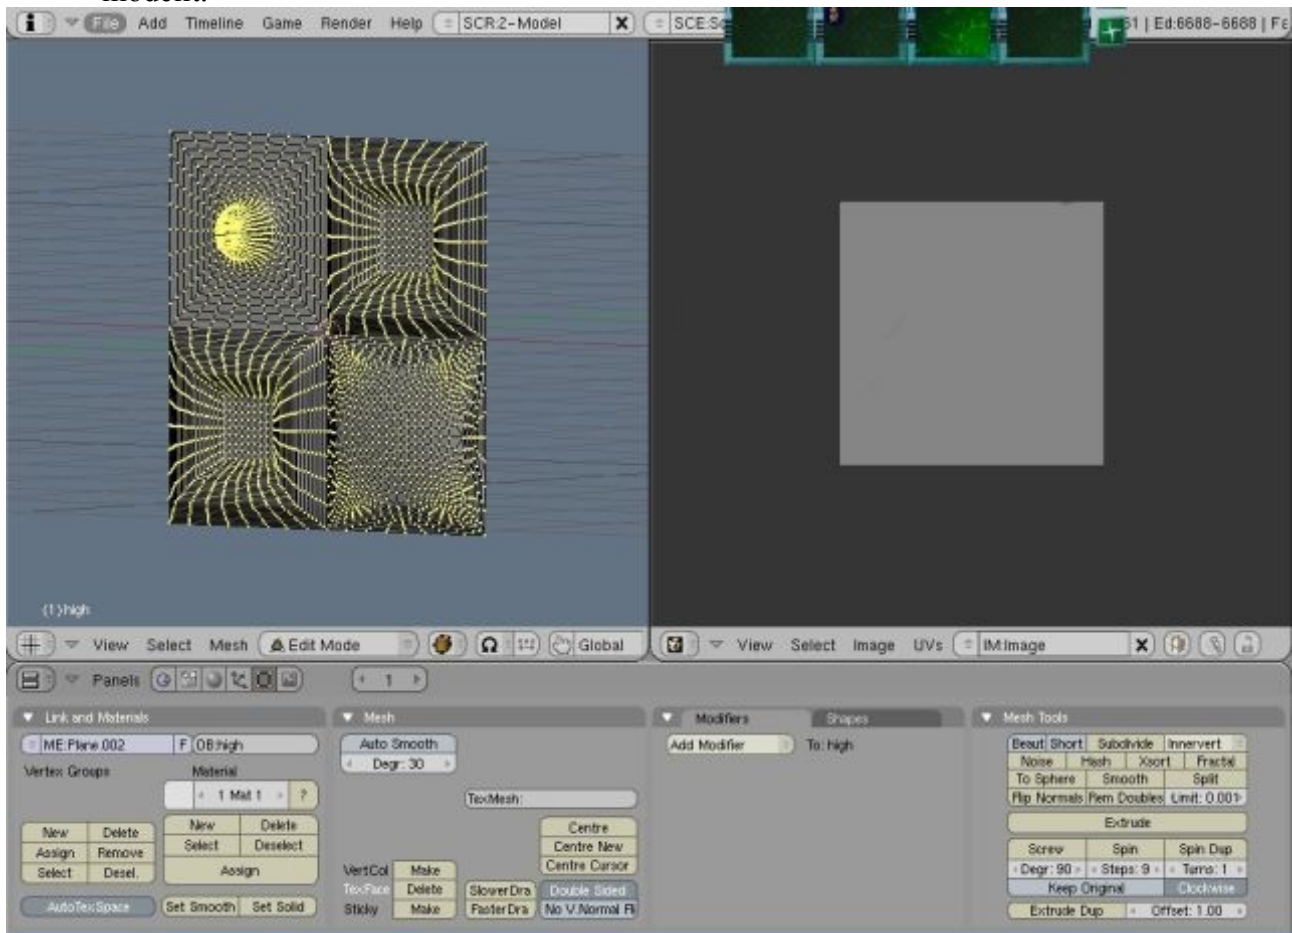 modent.
File Add Timeline Game Render Help SCR:2-Model X SCE:Sc 51 | Ed:6688-6688 | Fa
(1) high
View Select Mesh Edit Mode Global View Select Image UVs IM:Image X
Panels 1
Link and Materials Mesh Modifiers Shapes Mesh Tools
ME:Plane.002 F OB:high Auto Smooth Add Modifier To: high Beaut Short Subdivide Innervert
Vertex Groups Material Degr: 30 Noise Hash Xsort Fractal
1 Mat 1 ? TexMesh: To Sphere Smooth Split
Flip Normals Rem Doubles Limit: 0.001
New Delete New Delete Centre Extrude
Assign Remove Select Deselect Centre New Screw Spin Spin Dup
Select Desel. Assign VertCol Make Centre Cursor Degr: 90 Steps: 9 Turns: 1
TexFace Delete SlowerDra Double Sided Keep Original Clockwise
AutoTexSpace Set Smooth Set Solid Sticky Make FasterDra No V.Normal Fl Extrude Dup Offset: 1.00